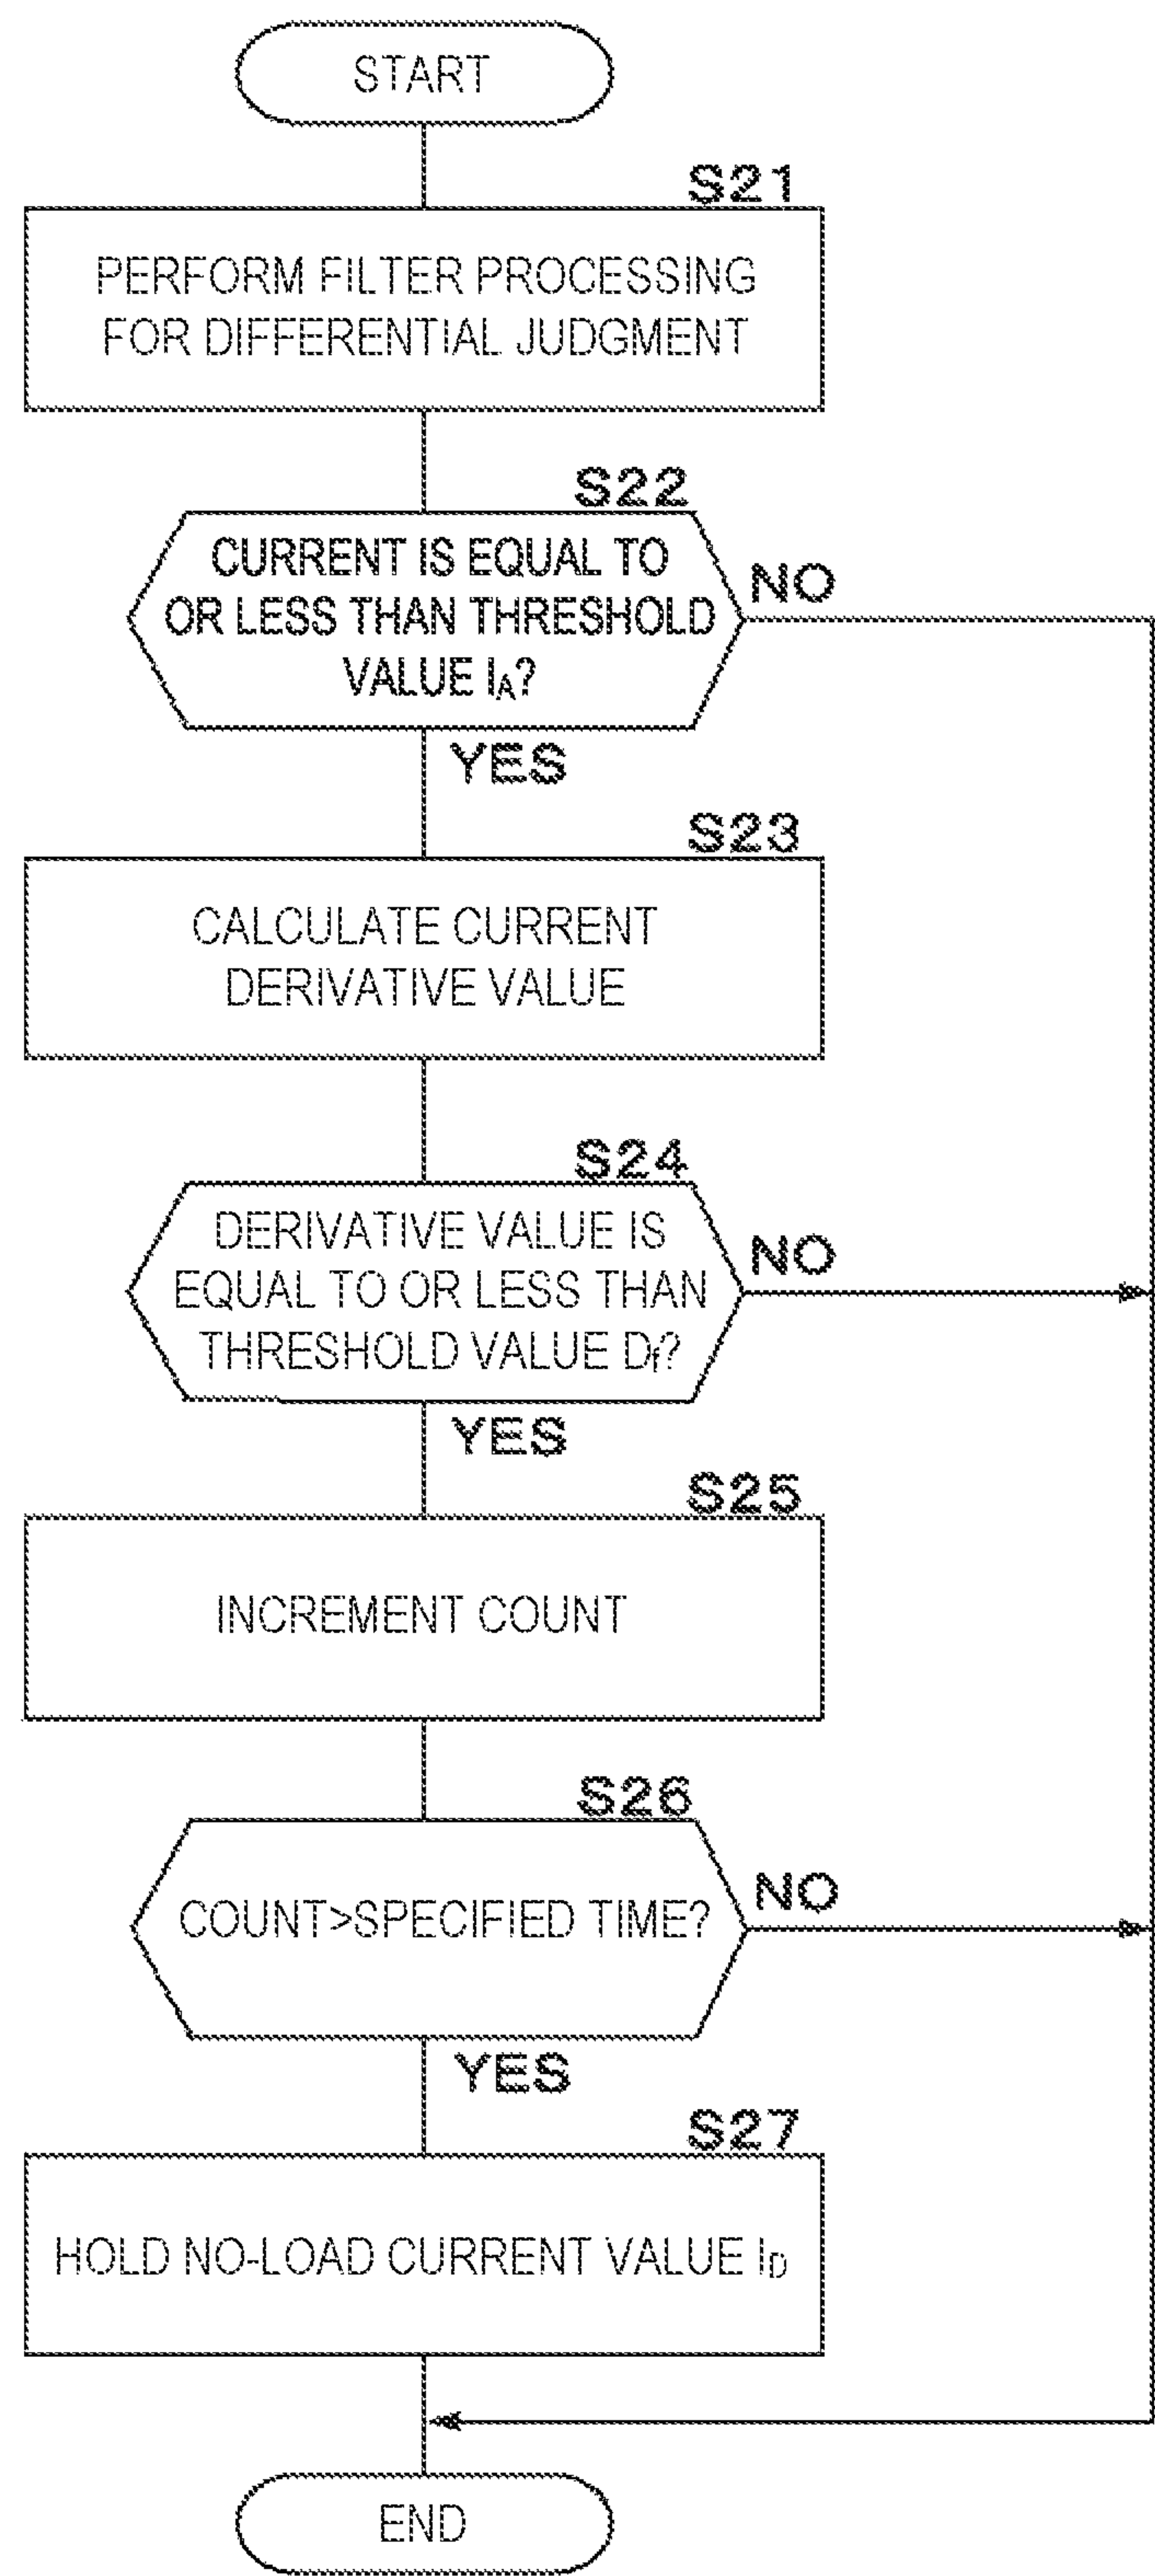 START
S21
PERFORM FILTER PROCESSING
FOR DIFFERENTIAL JUDGMENT
S22
CURRENT IS EQUAL TO
OR LESS THAN THRESHOLD
VALUE IA?
NO
YES
S23
CALCULATE CURRENT
DERIVATIVE VALUE
S24
DERIVATIVE VALUE IS
EQUAL TO OR LESS THAN
THRESHOLD VALUE Df?
NO
YES
S25
INCREMENT COUNT
S26
COUNT>SPECIFIED TIME?
NO
YES
S27
HOLD NO-LOAD CURRENT VALUE ID
END